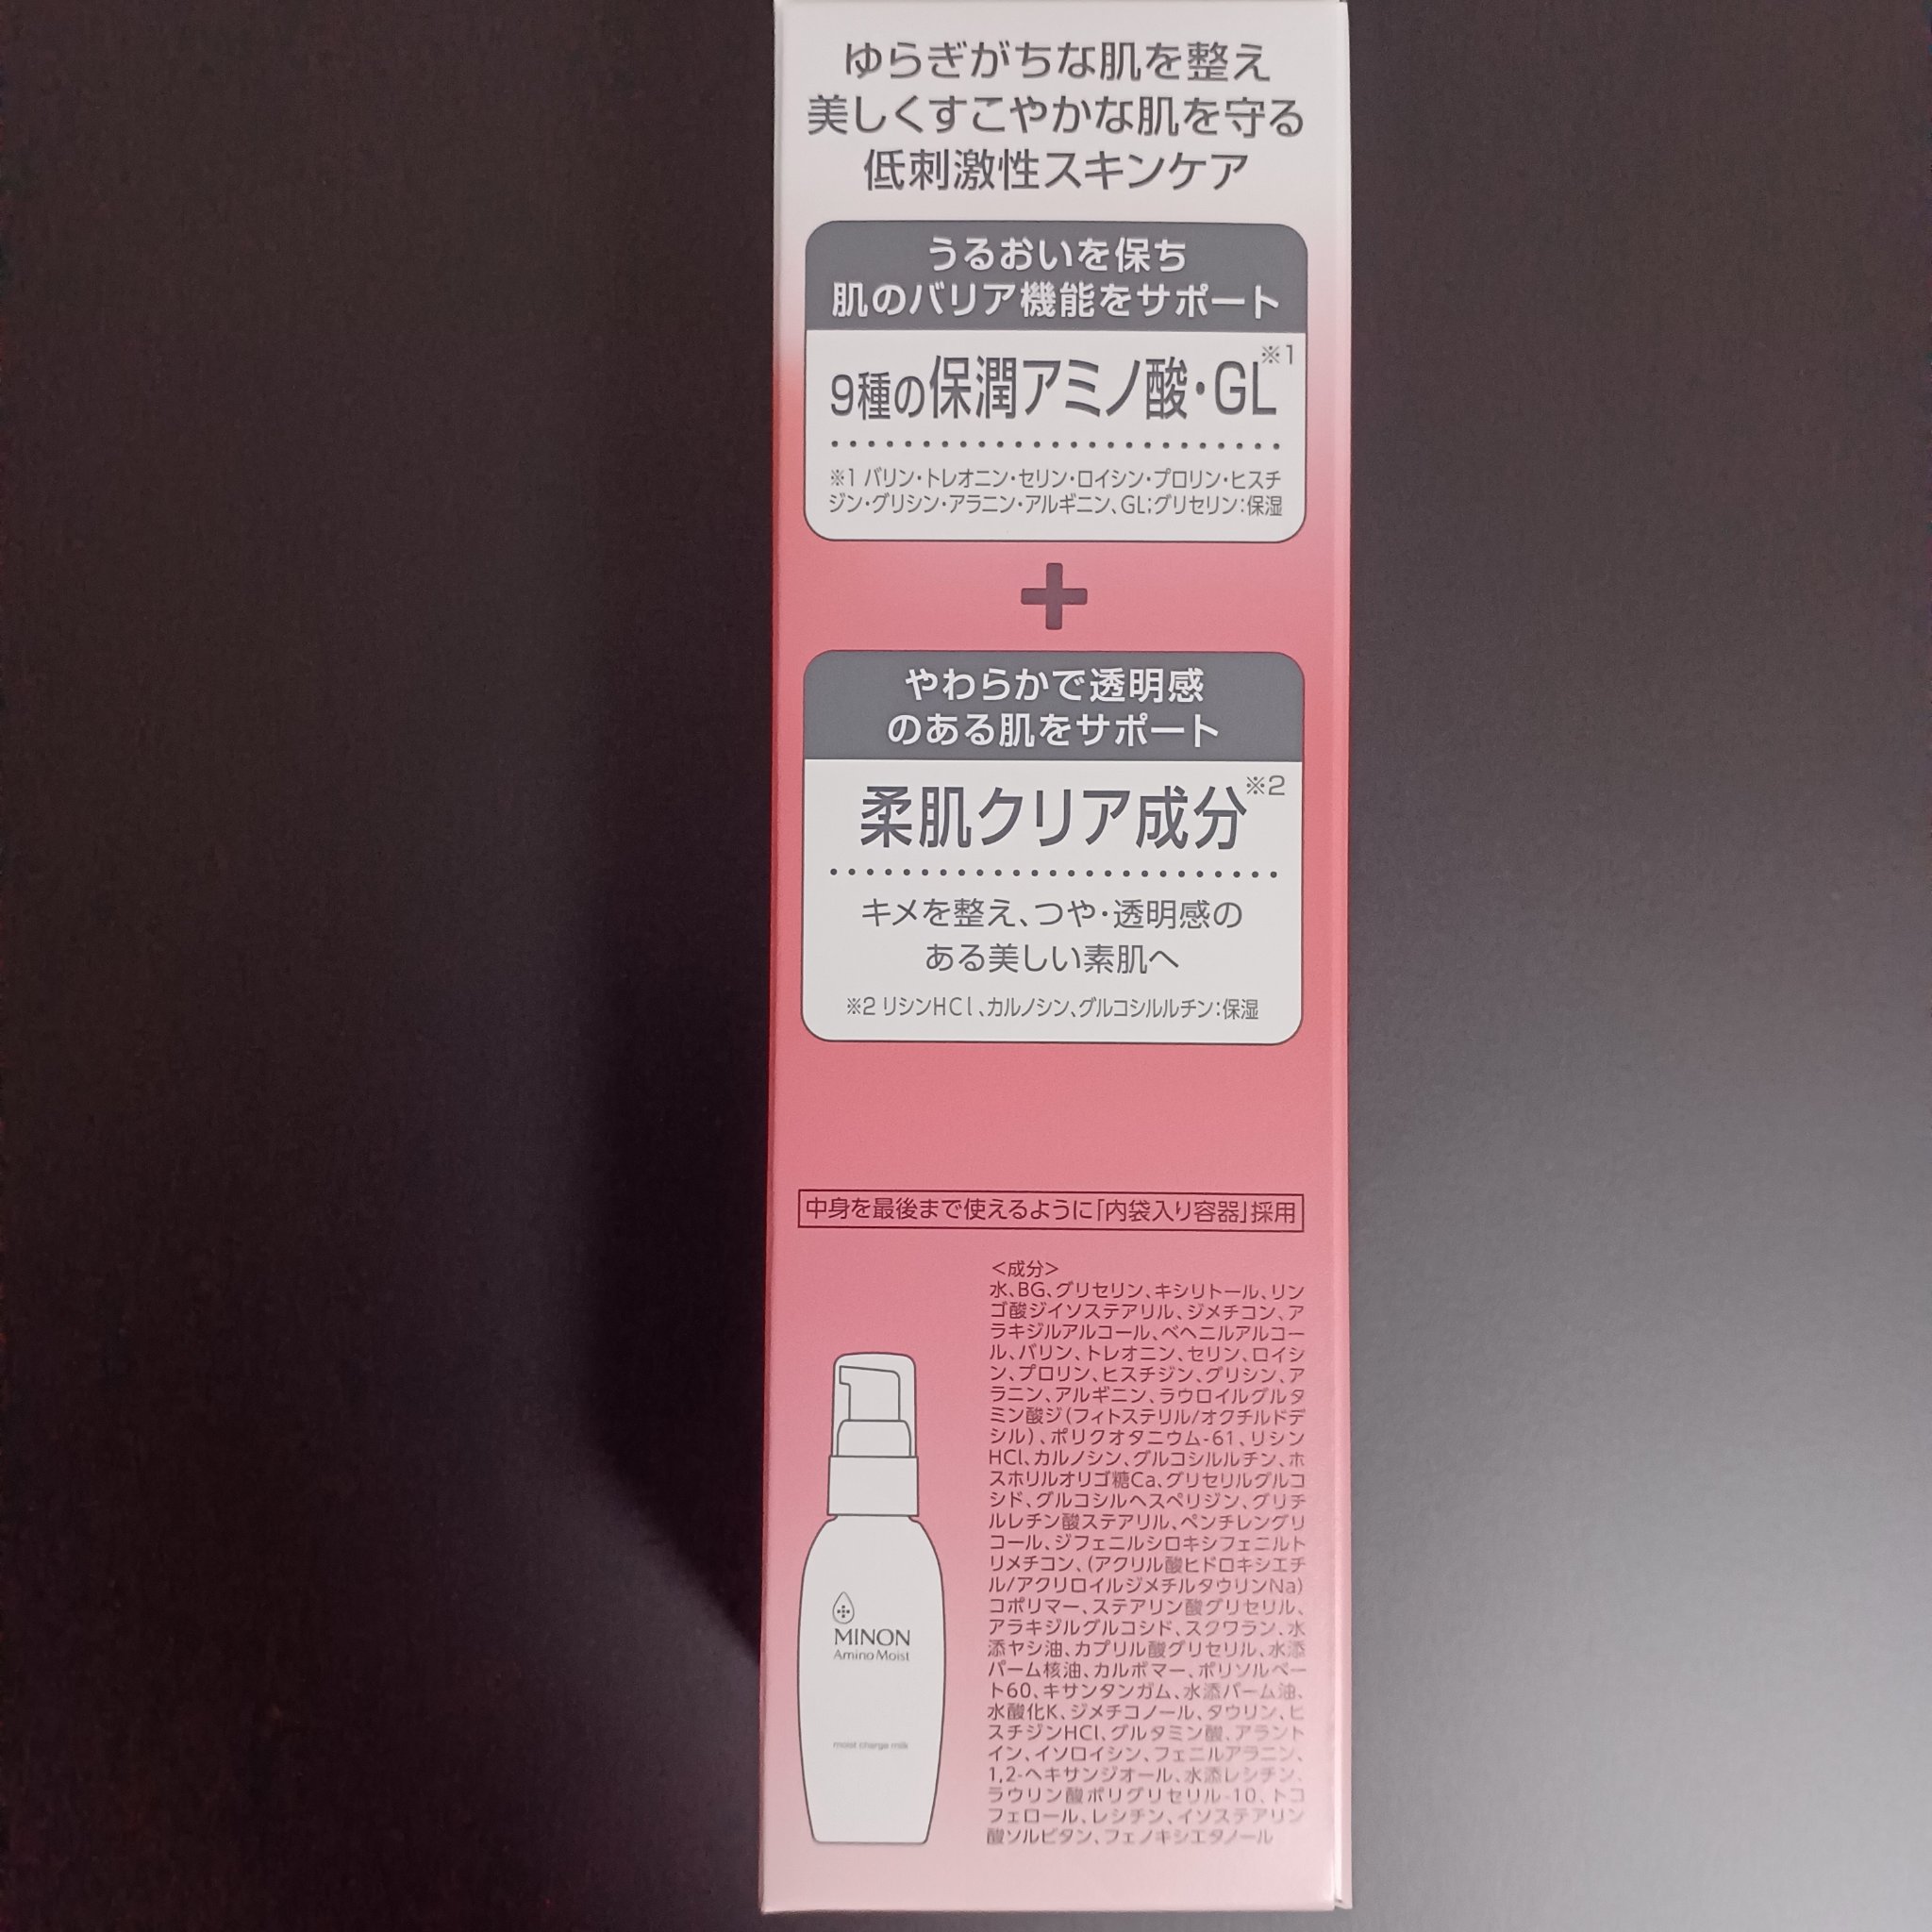 ゆらぎがちな肌を整え
美しくすこやかな肌を守る
低刺激性スキンケア
うるおいを保ち
肌のバリア機能をサポート
9種の保潤アミノ酸・GL※1
※1 バリン・トレオニン・セリン・ロイシン・プロリン・ヒスチ
ジン・グリシン・アラニン・アルギニン、GL;グリセリン：保湿
+
やわらかで透明感
のある肌をサポート
柔肌クリア成分※2
キメを整え、つや・透明感の
ある美しい素肌へ
※2 リシンHCl、カルノシン、グルコシルルチン：保湿
中身を最後まで使えるように「内袋入り容器」採用
＜成分＞
水、BG、グリセリン、キシリトール、リン
ゴ酸ジイソステアリル、ジメチコン、ア
ラキジルアルコール、ベヘニルアルコー
ル、バリン、トレオニン、セリン、ロイシ
ン、プロリン、ヒスチジン、グリシン、ア
ラニン、アルギニン、ラウロイルグルタ
ミン酸ジ(フィトステリル/オクチルドデ
シル)、ポリクオタニウム-61、リシン
HCl、カルノシン、グルコシルルチン、ホ
スホリルオリゴ糖Ca、グリセリルグルコ
シド、グルコシルヘスペリジン、グリチ
ルレチン酸ステアリル、ペンチレングリ
コール、ジフェニルシロキシフェニルト
リメチコン、(アクリル酸ヒドロキシエチ
ル/アクリロイルジメチルタウリンNa)
コポリマー、ステアリン酸グリセリル、
アラキジルグルコシド、スクワラン、水
添ヤシ油、カプリル酸グリセリル、水添
パーム核油、カルボマー、ポリソルベー
ト60、キサンタンガム、水添パーム油、
水酸化K、ジメチコノール、タウリン、ヒ
スチジンHCl、グルタミン酸、アラント
イン、イソロイシン、フェニルアラニン、
1,2-ヘキサンジオール、水添レシチン、
ラウリン酸ポリグリセリル-10、トコ
フェロール、レシチン、イソステアリン
酸ソルビタン、フェノキシエタノール
MINON
Amino Moist
moist charge milk